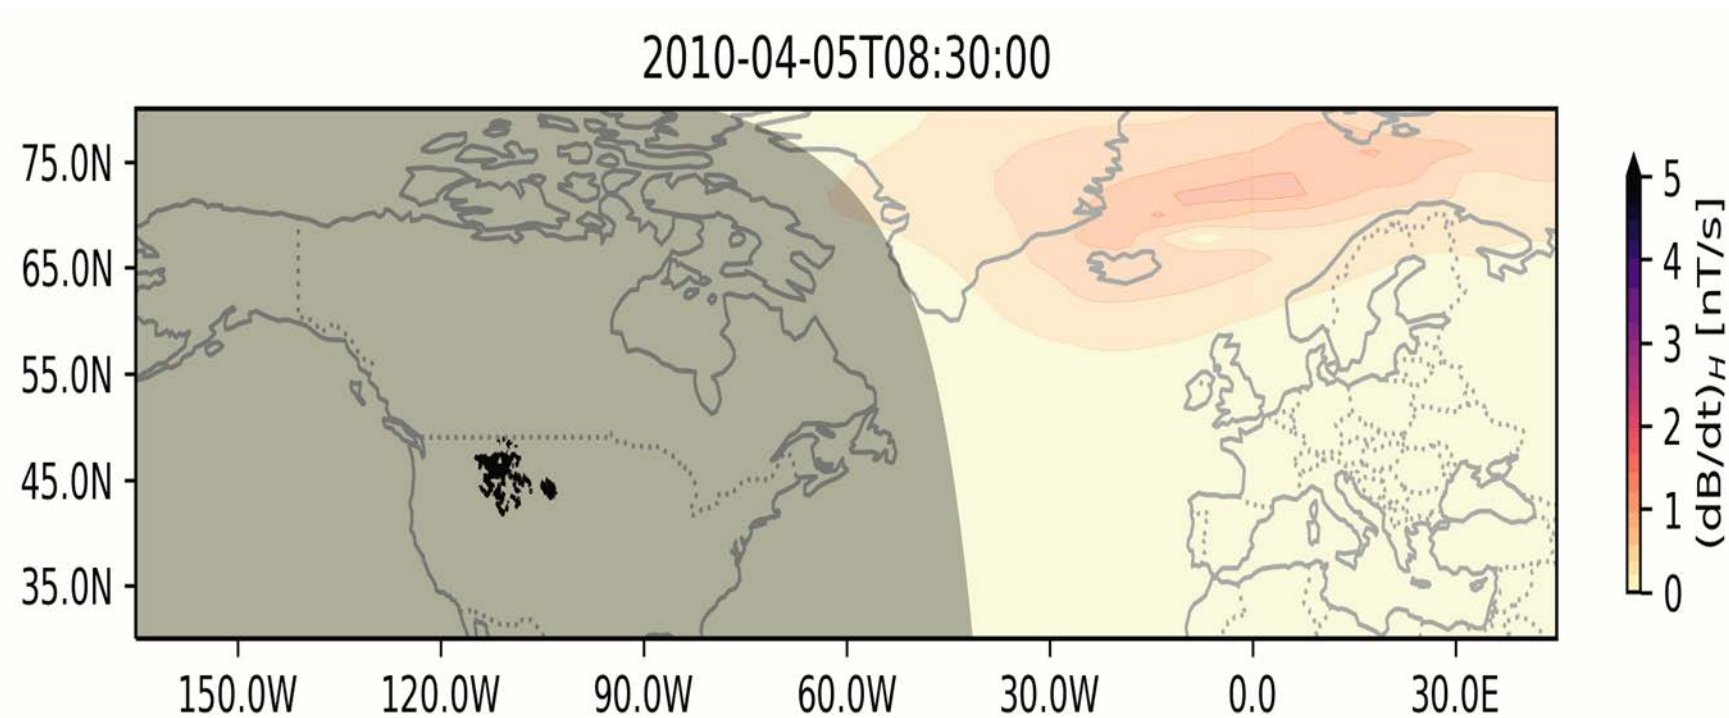 2010-04-05T08:30:00
75.0N
65.0N
55.0N
45.0N
35.0N
150.0W
120.0W
90.0W
60.0W
30.0W
0.0
30.0E
5
4
3
2
1
0
(dB/dt)H [nT/s]